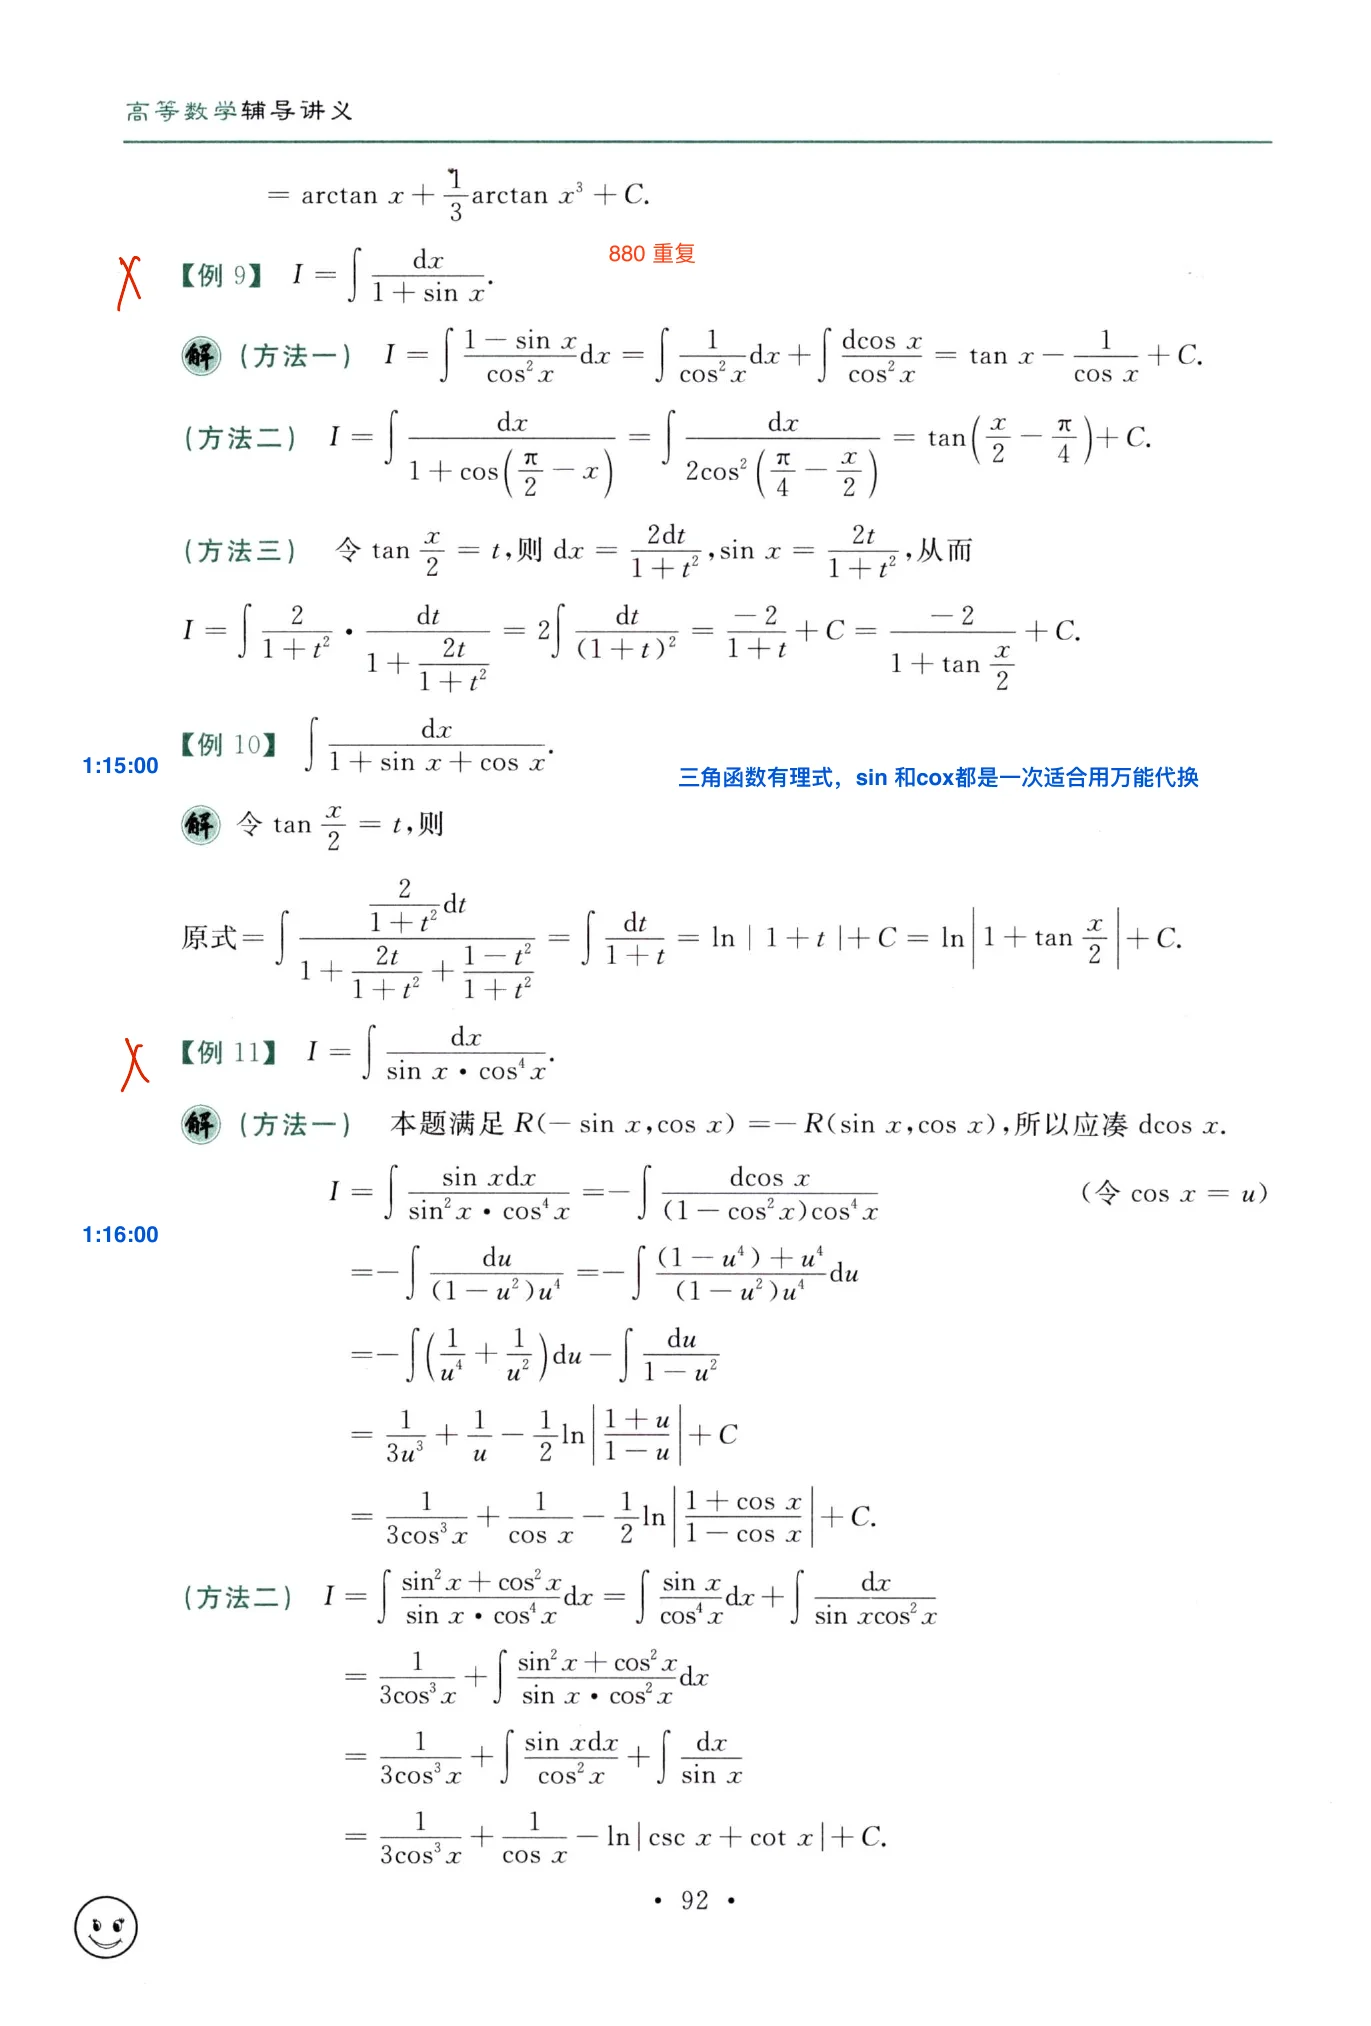 高等数学辅导讲义
= arctan x + 1/3 arctan x³ + C.
880 重复
【例 9】 I = ∫ dx/(1 + sin x).
解 (方法一) I = ∫ (1 − sin x)/cos²x dx = ∫ 1/cos²x dx + ∫ dcos x/cos²x = tan x − 1/cos x + C.
(方法二) I = ∫ dx/(1 + cos(π/2 − x)) = ∫ dx/(2cos²(π/4 − x/2)) = tan(x/2 − π/4) + C.
(方法三) 令 tan x/2 = t,则 dx = 2dt/(1 + t²),sin x = 2t/(1 + t²),从而
I = ∫ 2/(1 + t²) · dt/(1 + 2t/(1 + t²)) = 2∫ dt/(1 + t)² = −2/(1 + t) + C = −2/(1 + tan x/2) + C.
【例 10】 ∫ dx/(1 + sin x + cos x).
1:15:00
三角函数有理式，sin 和cox都是一次适合用万能代换
解 令 tan x/2 = t,则
原式 = ∫ (2/(1 + t²) dt)/(1 + 2t/(1 + t²) + (1 − t²)/(1 + t²)) = ∫ dt/(1 + t) = ln | 1 + t | + C = ln |1 + tan x/2| + C.
【例 11】 I = ∫ dx/(sin x · cos⁴x).
解 (方法一) 本题满足 R(− sin x,cos x) = − R(sin x,cos x),所以应凑 dcos x.
I = ∫ sin xdx/(sin²x · cos⁴x) = − ∫ dcos x/((1 − cos²x)cos⁴x) (令 cos x = u)
1:16:00
= − ∫ du/((1 − u²)u⁴) = − ∫ ((1 − u⁴) + u⁴)/((1 − u²)u⁴) du
= − ∫ (1/u⁴ + 1/u²) du − ∫ du/(1 − u²)
= 1/(3u³) + 1/u − 1/2 ln |(1 + u)/(1 − u)| + C
= 1/(3cos³x) + 1/cos x − 1/2 ln |(1 + cos x)/(1 − cos x)| + C.
(方法二) I = ∫ (sin²x + cos²x)/(sin x · cos⁴x) dx = ∫ sin x/cos⁴x dx + ∫ dx/(sin xcos²x)
= 1/(3cos³x) + ∫ (sin²x + cos²x)/(sin x · cos²x) dx
= 1/(3cos³x) + ∫ sin xdx/cos²x + ∫ dx/sin x
= 1/(3cos³x) + 1/cos x − ln |csc x + cot x| + C.
· 92 ·